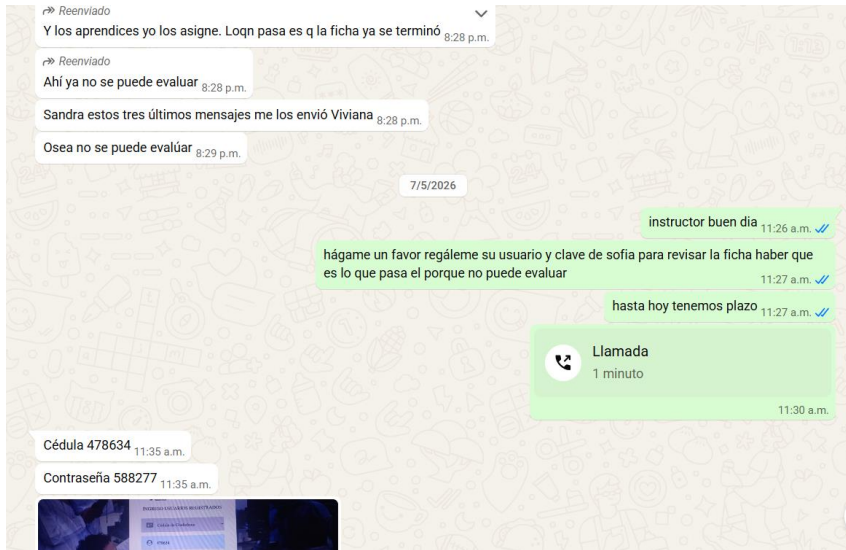 Reenviado
Y los aprendices yo los asigne. Loqn pasa es q la ficha ya se terminó 8:28 p.m.
Reenviado
Ahí ya no se puede evaluar 8:28 p.m.
Sandra estos tres últimos mensajes me los envió Viviana 8:28 p.m.
Osea no se puede evalúar 8:29 p.m.
7/5/2026
instructor buen dia 11:26 a.m.
hágame un favor regáleme su usuario y clave de sofia para revisar la ficha haber que
es lo que pasa el porque no puede evaluar 11:27 a.m.
hasta hoy tenemos plazo 11:27 a.m.
Llamada
1 minuto
11:30 a.m.
Cédula 478634 11:35 a.m.
Contraseña 588277 11:35 a.m.